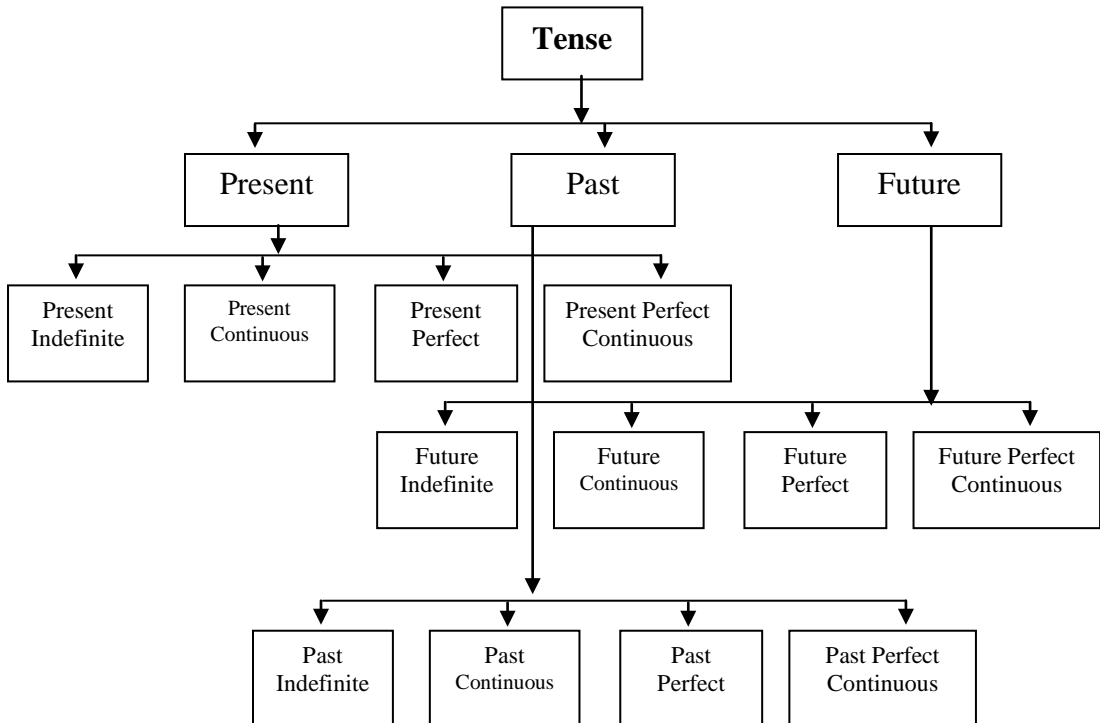 Tense
Present
Past
Future
Present
Indefinite
Present
Continuous
Present
Perfect
Present Perfect
Continuous
Future
Indefinite
Future
Continuous
Future
Perfect
Future Perfect
Continuous
Past
Indefinite
Past
Continuous
Past
Perfect
Past Perfect
Continuous